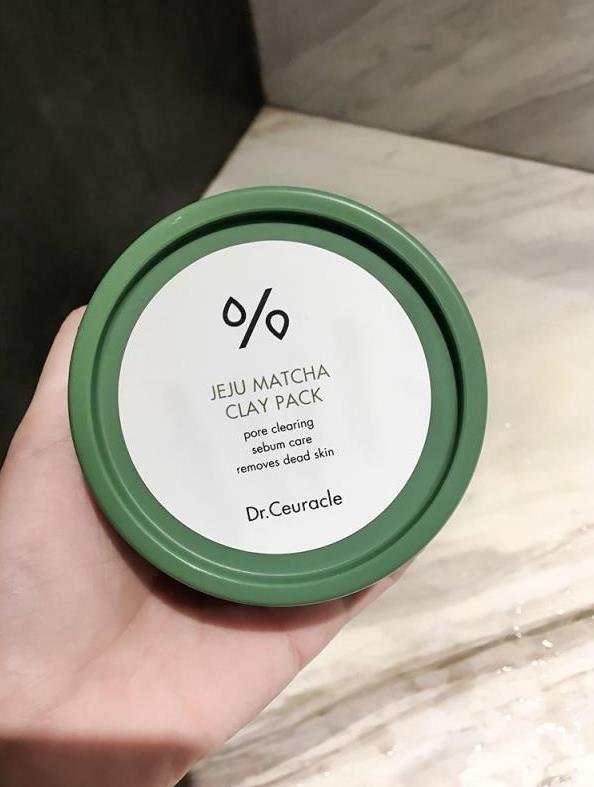 %
JEJU MATCHA
CLAY PACK
pore clearing
sebum care
removes dead skin
Dr.Ceuracle